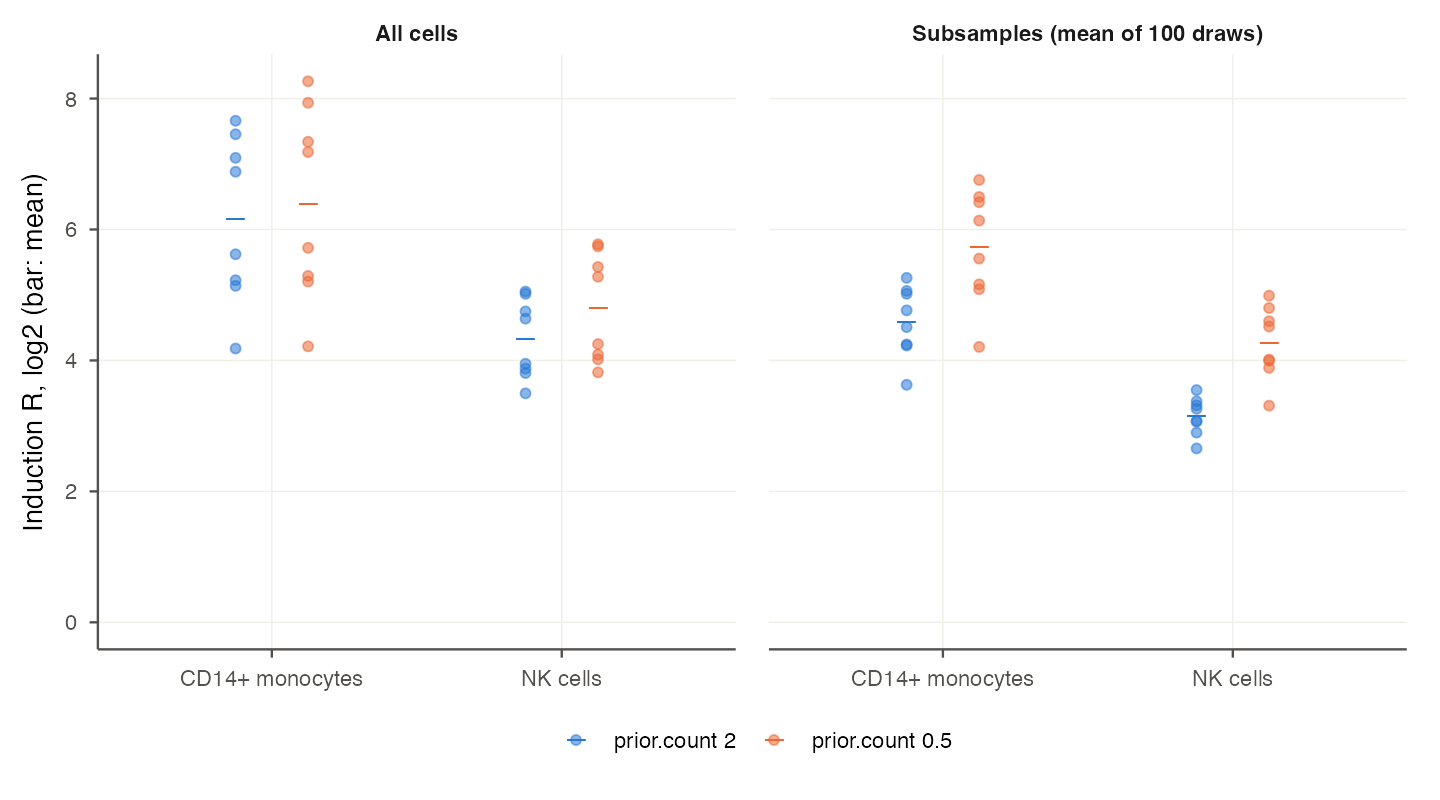 All cells
Subsamples (mean of 100 draws)
Induction R, log2 (bar: mean)
8
6
4
2
0
CD14+ monocytes
NK cells
CD14+ monocytes
NK cells
prior.count 2
prior.count 0.5